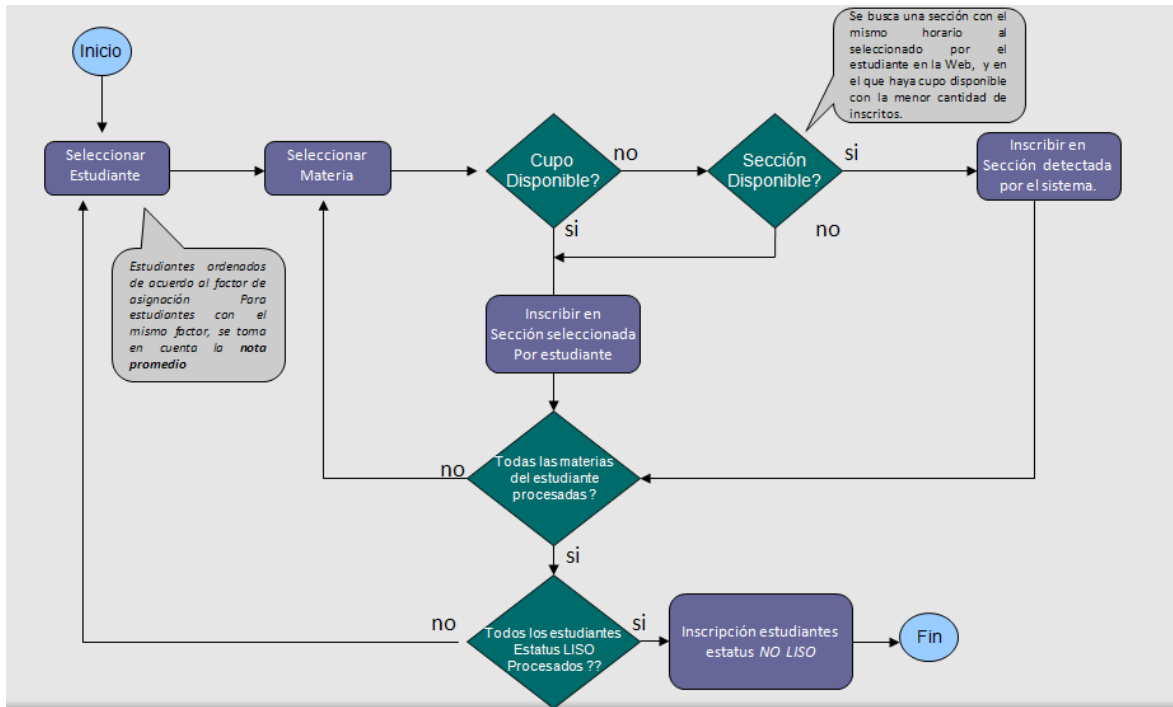 Se busca una sección con el
mismo horario al
seleccionado por el
estudiante en la Web, y en
el que haya cupo disponible
con la menor cantidad de
inscritos.
Inicio
Seleccionar
Estudiante
Seleccionar
Materia
Cupo
Disponible?
no
Sección
Disponible?
si
Inscribir en
Sección detectada
por el sistema.
si
no
Estudiantes ordenados
de acuerdo al factor de
asignación Para
estudiantes con el
mismo factor, se toma
en cuenta la nota
promedio
Inscribir en
Sección seleccionada
Por estudiante
no
Todas las materias
del estudiante
procesadas ?
si
no
Todos los estudiantes
Estatus LISO
Procesados ??
si
Inscripción estudiantes
estatus NO LISO
Fin